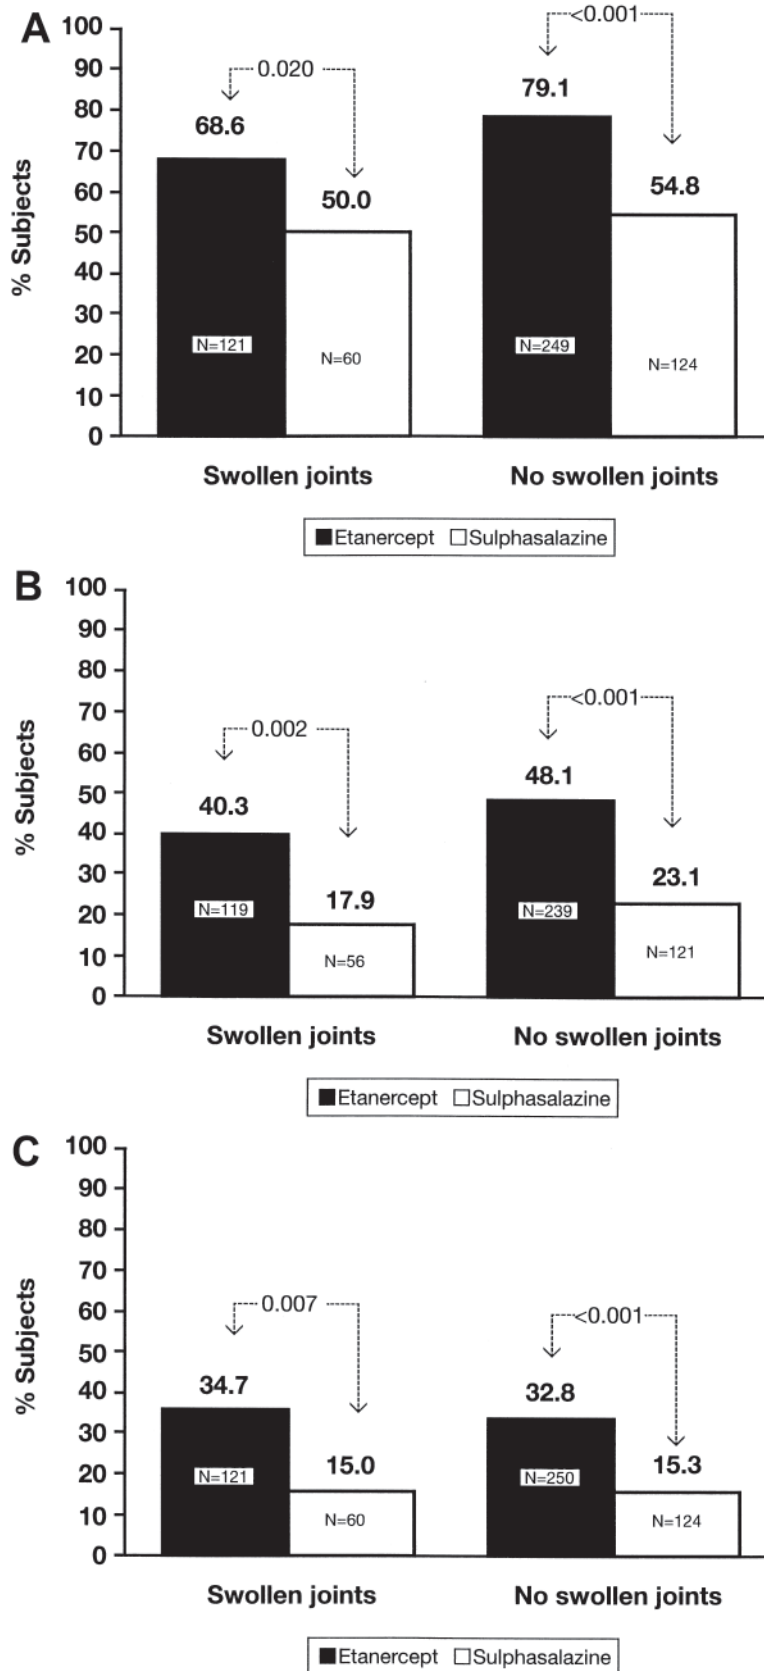 A
100
90
80
70
60
50
40
30
20
10
0
% Subjects
0.020
<0.001
68.6
50.0
79.1
54.8
N=121
N=60
N=249
N=124
Swollen joints
No swollen joints
Etanercept Sulphasalazine
B
100
90
80
70
60
50
40
30
20
10
0
% Subjects
0.002
<0.001
40.3
17.9
48.1
23.1
N=119
N=56
N=239
N=121
Swollen joints
No swollen joints
Etanercept Sulphasalazine
C
100
90
80
70
60
50
40
30
20
10
0
% Subjects
0.007
<0.001
34.7
15.0
32.8
15.3
N=121
N=60
N=250
N=124
Swollen joints
No swollen joints
Etanercept Sulphasalazine